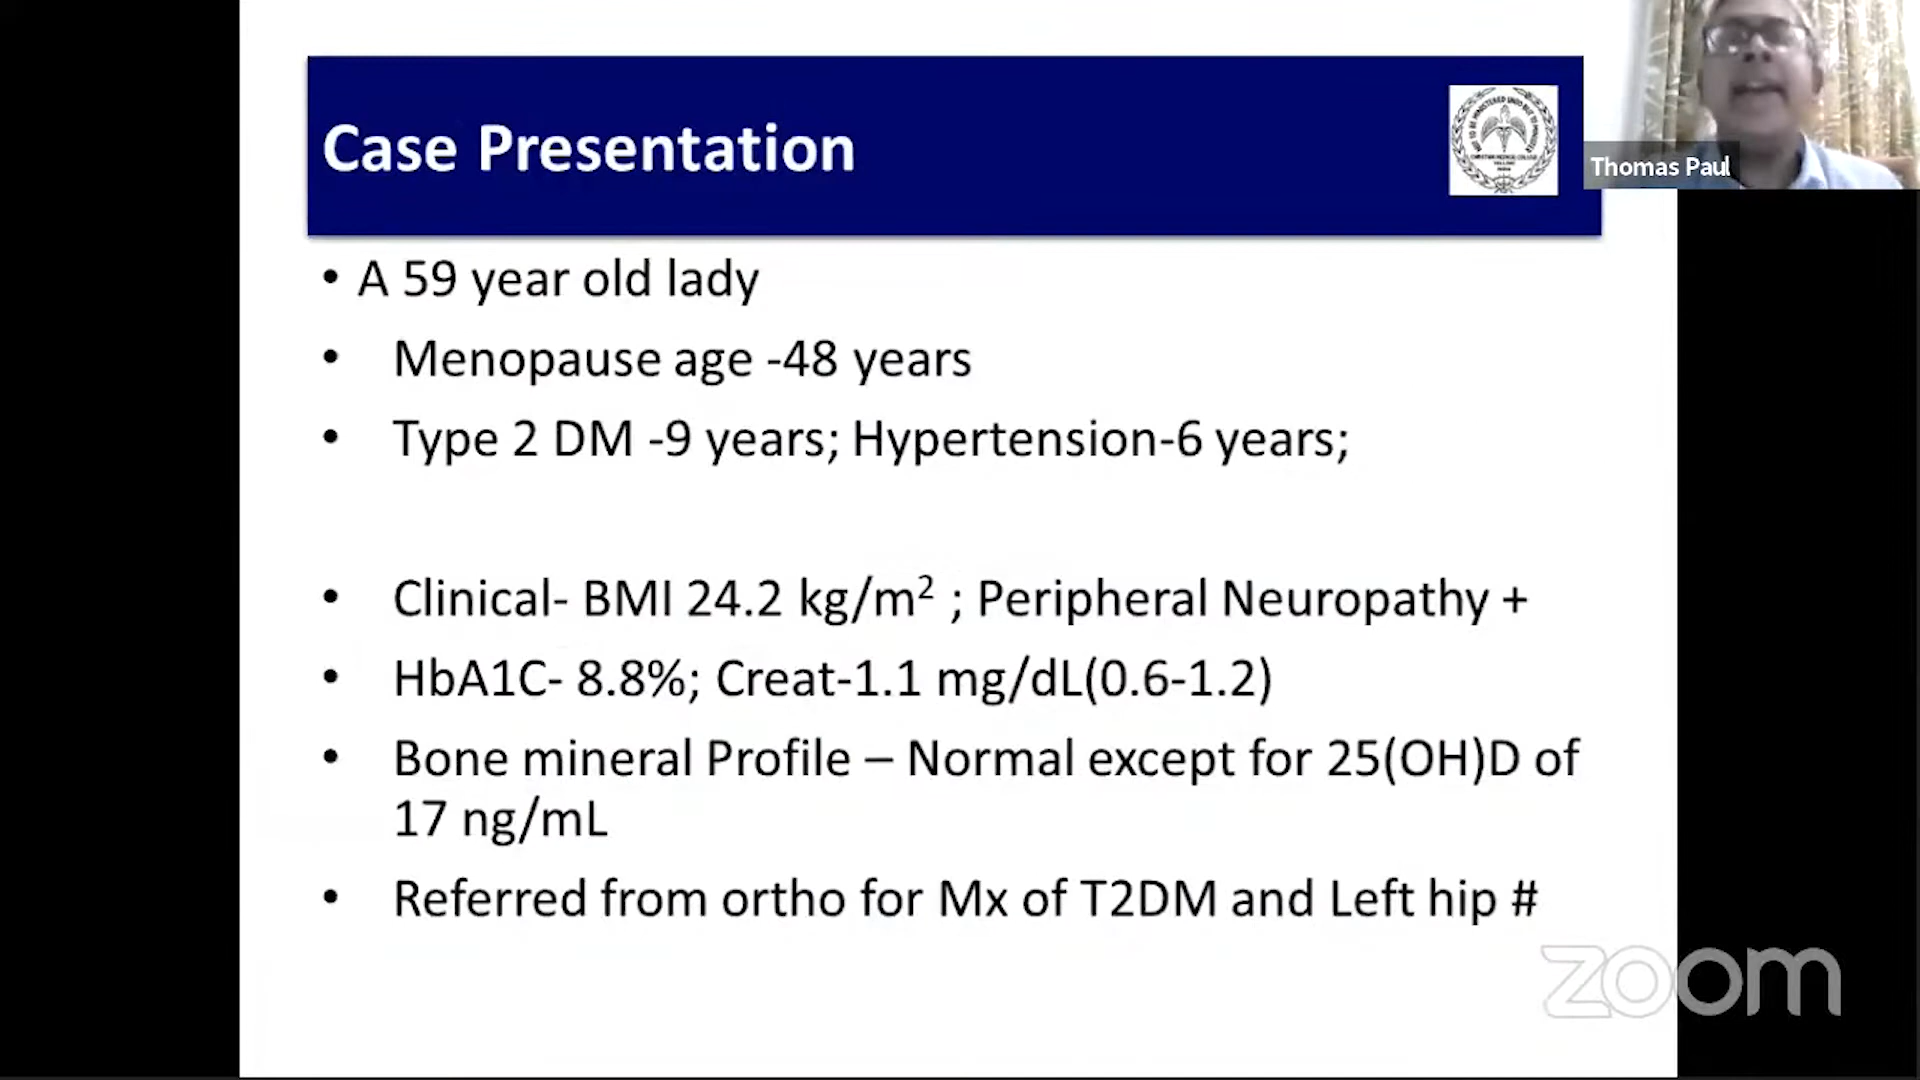 Case Presentation
Thomas Paul
• A 59 year old lady
• Menopause age -48 years
• Type 2 DM -9 years; Hypertension-6 years;
• Clinical- BMI 24.2 kg/m² ; Peripheral Neuropathy +
• HbA1C- 8.8%; Creat-1.1 mg/dL(0.6-1.2)
• Bone mineral Profile – Normal except for 25(OH)D of
17 ng/mL
• Referred from ortho for Mx of T2DM and Left hip #
zoom